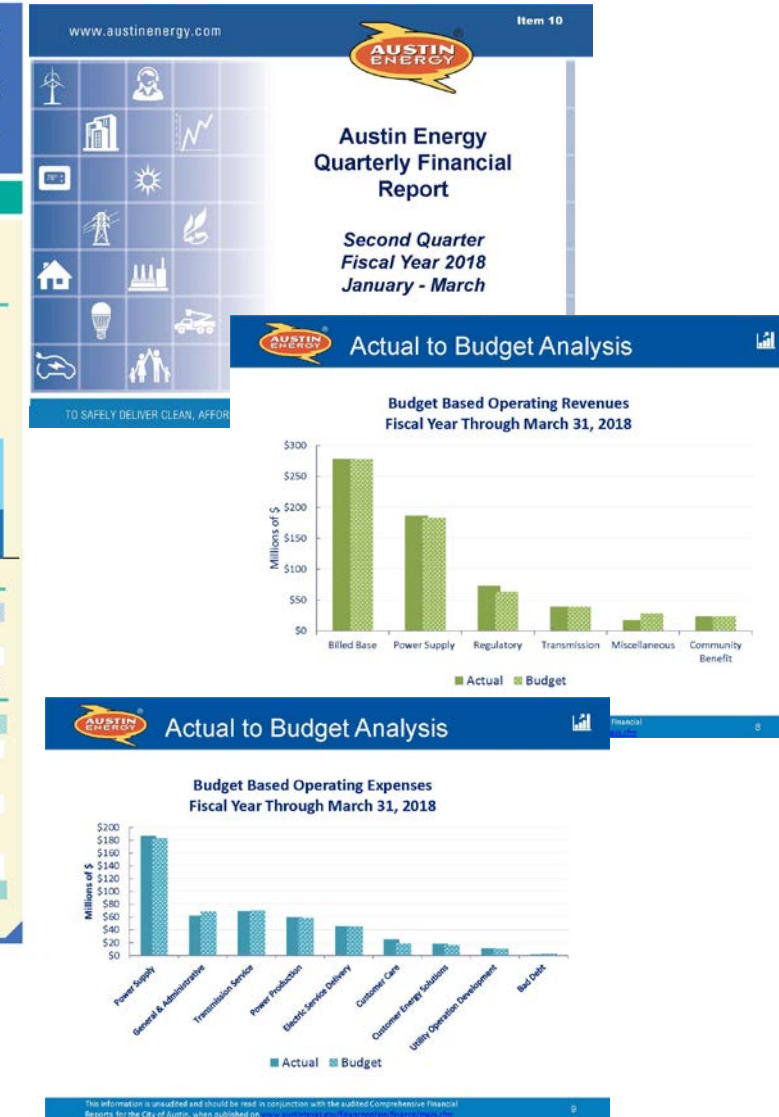 www.austinenergy.com
Item 10
AUSTIN
ENERGY
®
Austin Energy
Quarterly Financial
Report
Second Quarter
Fiscal Year 2018
January - March
TO SAFELY DELIVER CLEAN, AFFOR
AUSTIN
ENERGY
®
Actual to Budget Analysis
Budget Based Operating Revenues
Fiscal Year Through March 31, 2018
Millions of $
$300
$250
$200
$150
$100
$50
$0
Billed Base
Power Supply
Regulatory
Transmission
Miscellaneous
Community
Benefit
Actual
Budget
Financial
8
AUSTIN
ENERGY
®
Actual to Budget Analysis
Budget Based Operating Expenses
Fiscal Year Through March 31, 2018
Millions of $
$200
$180
$160
$140
$120
$100
$80
$60
$40
$20
$0
Power Supply
General & Administrative
Transmission Service
Power Production
Electric Service Delivery
Customer Care
Customer Energy Solutions
Utility Operation Development
Bad Debt
Actual
Budget
This information is unaudited and should be read in conjunction with the audited Comprehensive Financial
Reports for the City of Austin, when published on
9